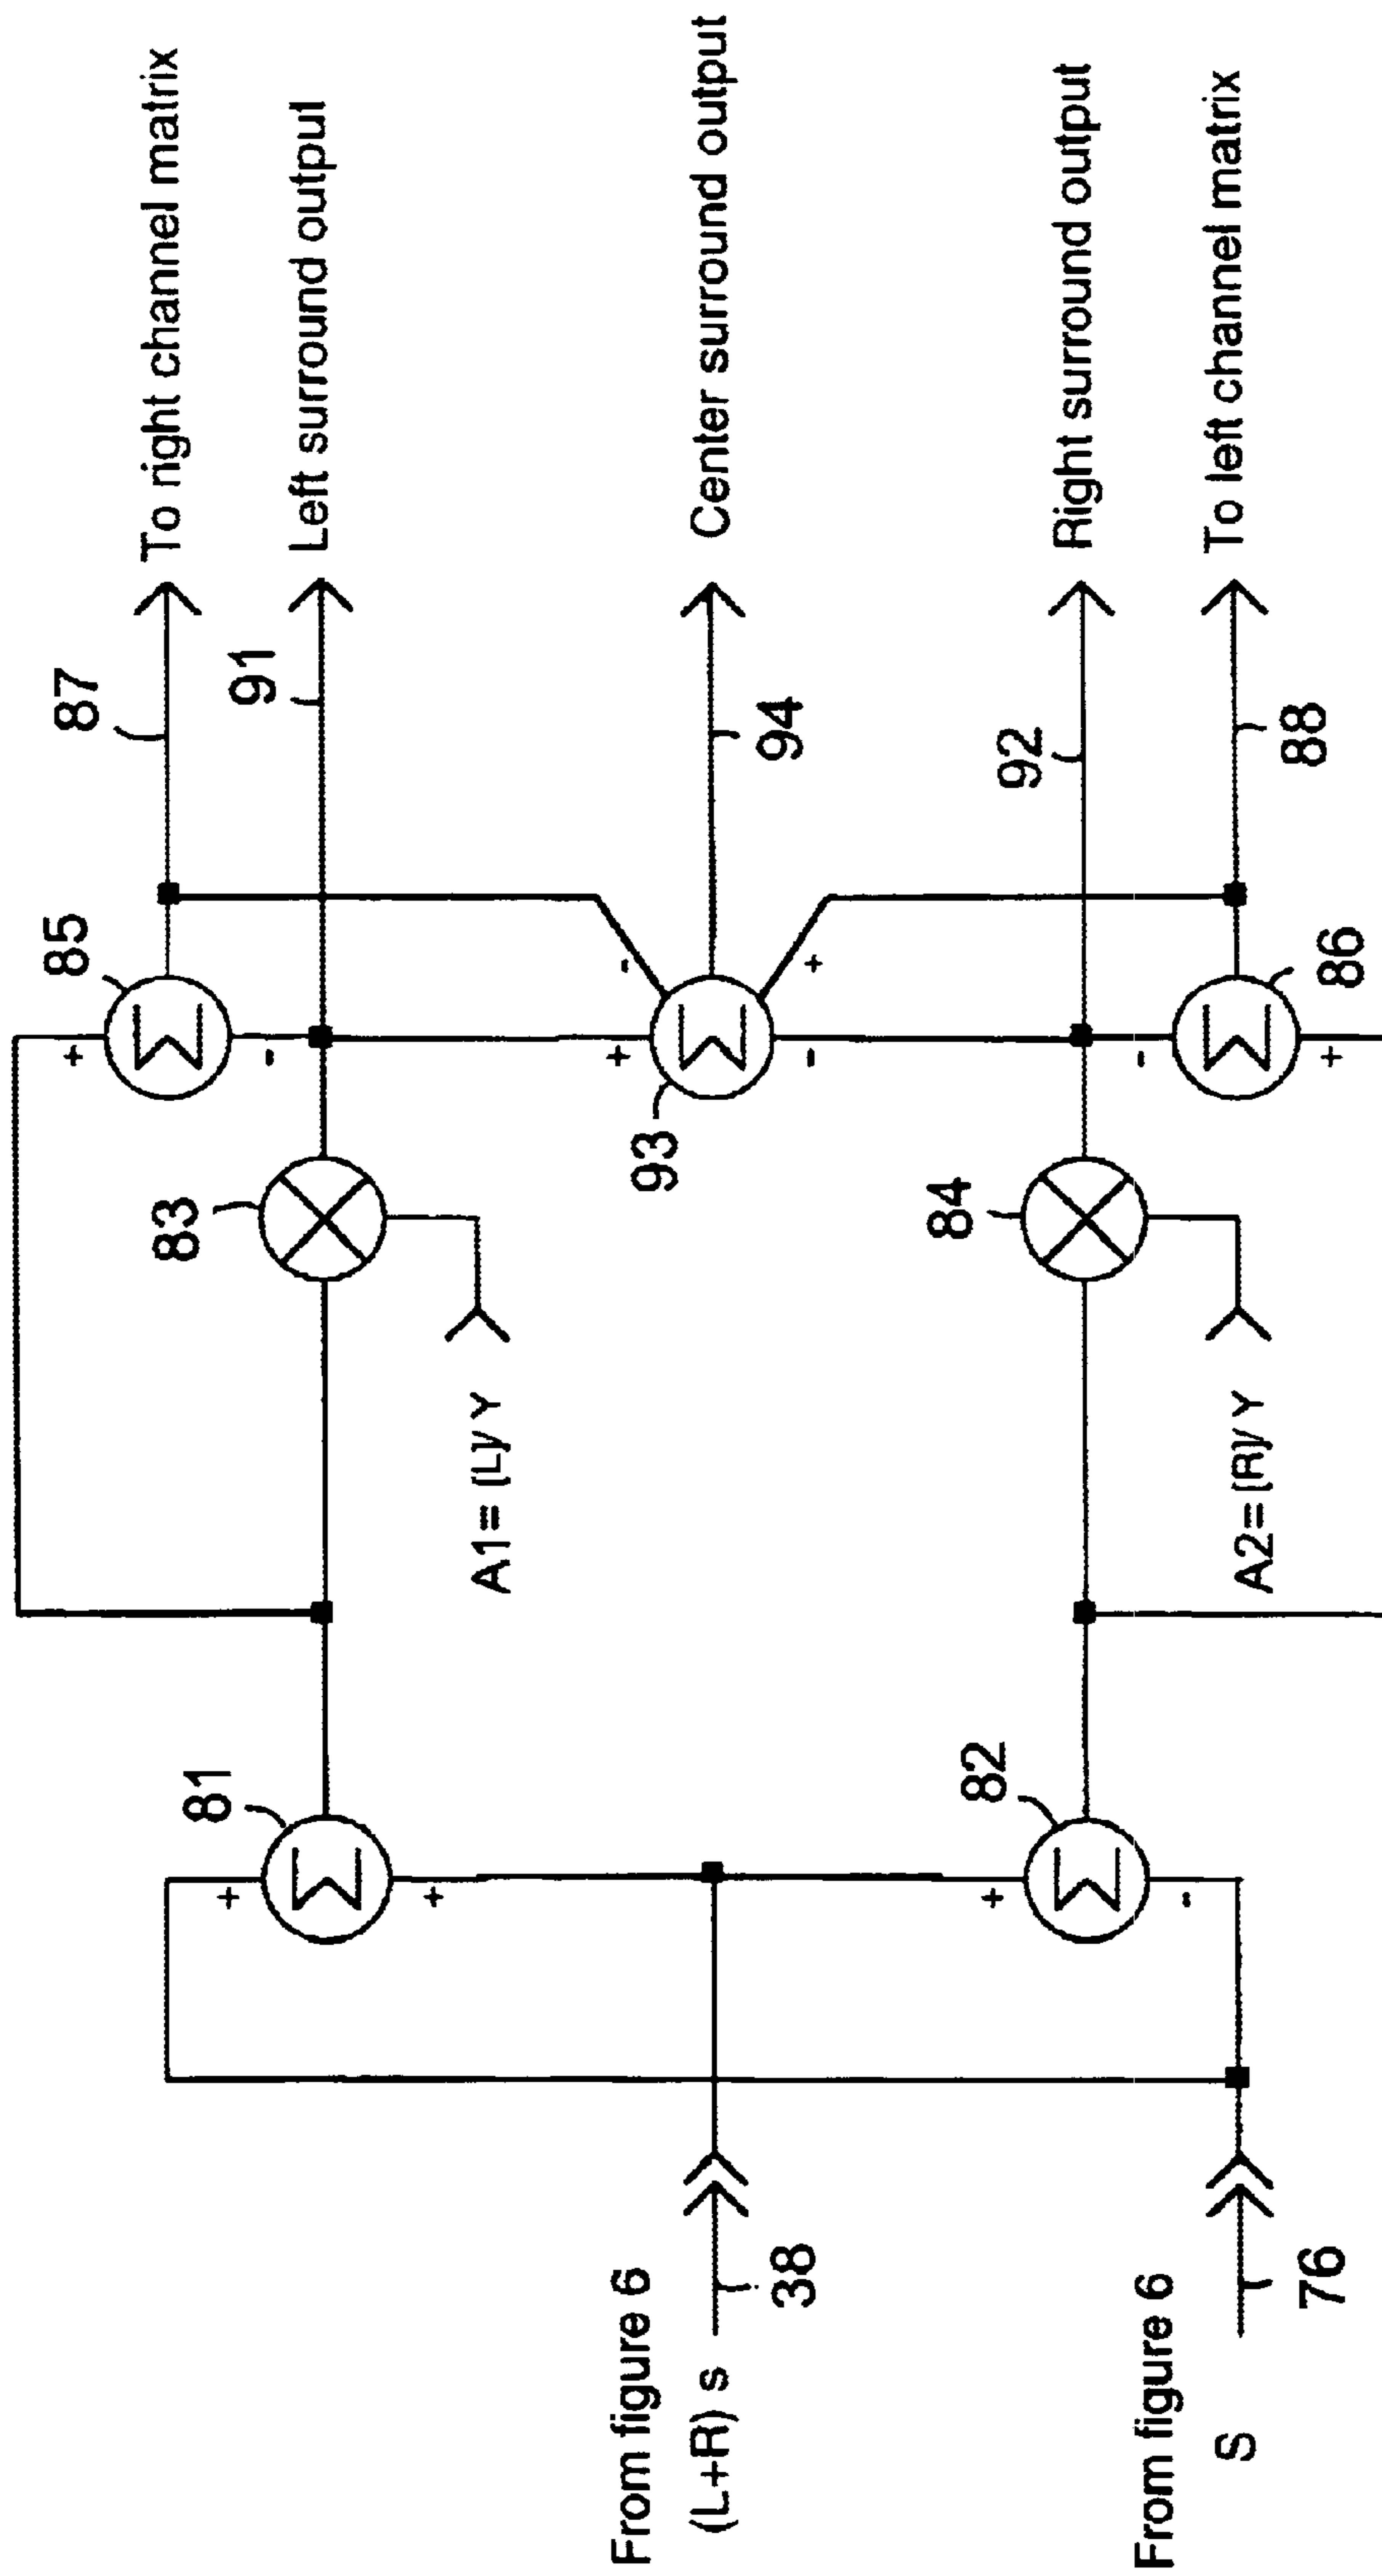 To right channel matrix
87
85
+
-
Left surround output
91
83
A1= [L]/ Y
81
+
+
Center surround output
94
93
-
+
+
-
From figure 6
(L+R) s
38
Right surround output
92
84
A2=[R]/ Y
82
+
-
To left channel matrix
88
86
-
+
From figure 6
S
76